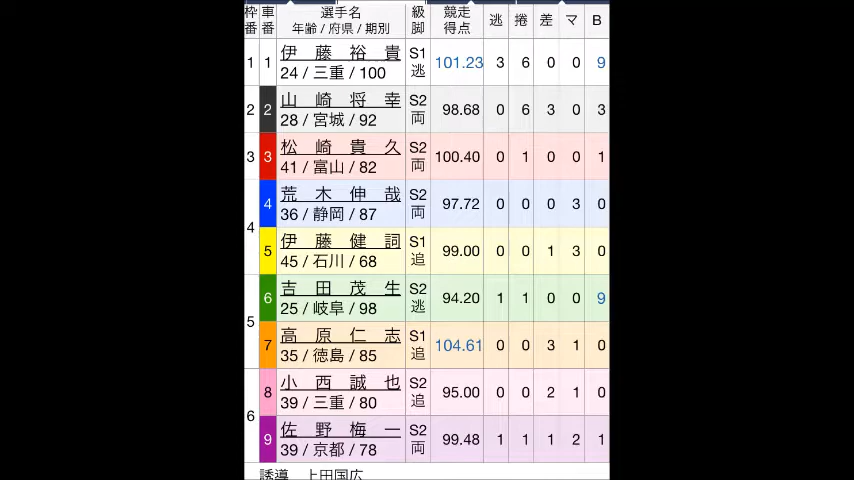 枠番 車番 選手名 年齢 / 府県 / 期別 級脚 競走得点 逃 捲 差 マ B
1 1 伊藤裕貴 S1 101.23 3 6 0 0 9
24 / 三重 / 100 逃
2 2 山崎将幸 S2 98.68 0 6 3 0 3
28 / 宮城 / 92 両
3 3 松崎貴久 S2 100.40 0 1 0 0 1
41 / 富山 / 82 両
4 4 荒木伸哉 S2 97.72 0 0 0 3 0
36 / 静岡 / 87 両
5 伊藤健詞 S1 99.00 0 0 1 3 0
45 / 石川 / 68 追
5 6 吉田茂生 S2 94.20 1 1 0 0 9
25 / 岐阜 / 98 逃
7 高原仁志 S1 104.61 0 0 3 1 0
35 / 徳島 / 85 追
6 8 小西誠也 S2 95.00 0 0 2 1 0
39 / 三重 / 80 追
9 佐野梅一 S2 99.48 1 1 1 2 1
39 / 京都 / 78 両
誘導 上田国広